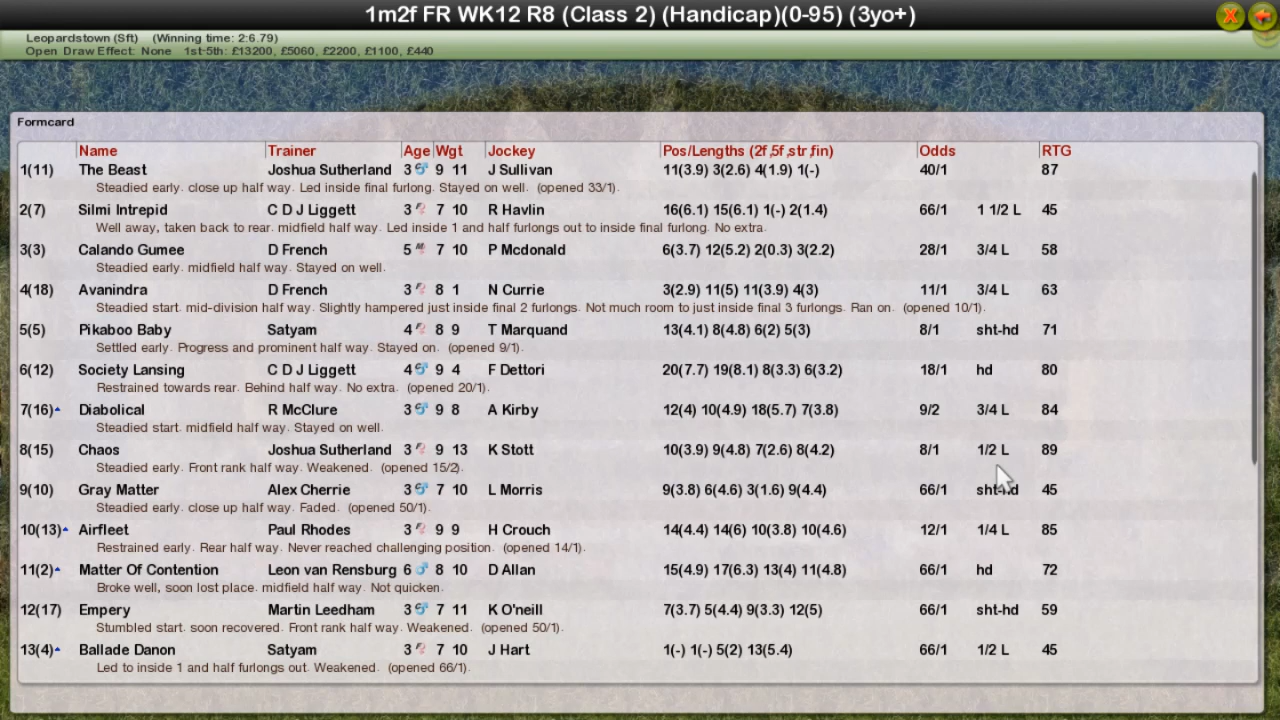 1m2f FR WK12 R8 (Class 2) (Handicap)(0-95) (3yo+)
Leopardstown (Sft) (Winning time: 2:6.79)
Open Draw Effect: None 1st-5th: £13200, £5060, £2200, £1100, £440
Formcard
Name Trainer Age Wgt Jockey Pos/Lengths (2f,5f,str,fin) Odds RTG
1(11) The Beast Joshua Sutherland 3 9 11 J Sullivan 11(3.9) 3(2.6) 4(1.9) 1(-) 40/1 87
Steadied early. close up half way. Led inside final furlong. Stayed on well. (opened 33/1).
2(7) Silmi Intrepid C D J Liggett 3 7 10 R Havlin 16(6.1) 15(6.1) 1(-) 2(1.4) 66/1 1 1/2 L 45
Well away, taken back to rear. midfield half way. Led inside 1 and half furlongs out to inside final furlong. No extra.
3(3) Calando Gumee D French 5 7 10 P Mcdonald 6(3.7) 12(5.2) 2(0.3) 3(2.2) 28/1 3/4 L 58
Steadied early. midfield half way. Stayed on well.
4(18) Avanindra D French 3 8 1 N Currie 3(2.9) 11(5) 11(3.9) 4(3) 11/1 3/4 L 63
Steadied start. mid-division half way. Slightly hampered just inside final 2 furlongs. Not much room to just inside final 3 furlongs. Ran on. (opened 10/1).
5(5) Pikaboo Baby Satyam 4 8 9 T Marquand 13(4.1) 8(4.8) 6(2) 5(3) 8/1 sht-hd 71
Settled early. Progress and prominent half way. Stayed on. (opened 9/1).
6(12) Society Lansing C D J Liggett 4 9 4 F Dettori 20(7.7) 19(8.1) 8(3.3) 6(3.2) 18/1 hd 80
Restrained towards rear. Behind half way. No extra. (opened 20/1).
7(16) Diabolical R McClure 3 9 8 A Kirby 12(4) 10(4.9) 18(5.7) 7(3.8) 9/2 3/4 L 84
Steadied start. midfield half way. Stayed on well.
8(15) Chaos Joshua Sutherland 3 9 13 K Stott 10(3.9) 9(4.8) 7(2.6) 8(4.2) 8/1 1/2 L 89
Steadied early. Front rank half way. Weakened. (opened 15/2).
9(10) Gray Matter Alex Cherrie 3 7 10 L Morris 9(3.8) 6(4.6) 3(1.6) 9(4.4) 66/1 sht-hd 45
Steadied early. close up half way. Faded. (opened 50/1).
10(13) Airfleet Paul Rhodes 3 9 9 H Crouch 14(4.4) 14(6) 10(3.8) 10(4.6) 12/1 1/4 L 85
Restrained early. Rear half way. Never reached challenging position. (opened 14/1).
11(2) Matter Of Contention Leon van Rensburg 6 8 10 D Allan 15(4.9) 17(6.3) 13(4) 11(4.8) 66/1 hd 72
Broke well, soon lost place. midfield half way. Not quicken.
12(17) Empery Martin Leedham 3 7 11 K O'neill 7(3.7) 5(4.4) 9(3.3) 12(5) 66/1 sht-hd 59
Stumbled start. soon recovered. Front rank half way. Weakened. (opened 50/1).
13(4) Ballade Danon Satyam 3 7 10 J Hart 1(-) 1(-) 5(2) 13(5.4) 66/1 1/2 L 45
Led to inside 1 and half furlongs out. Weakened. (opened 66/1).